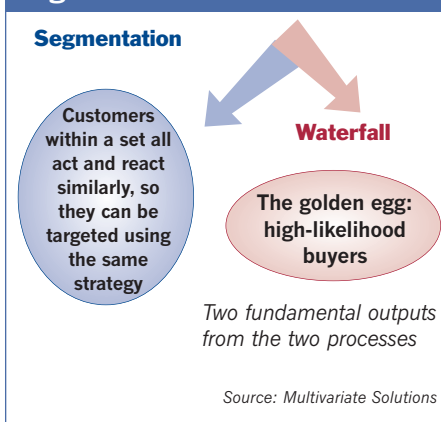 Segmentation
Customers
within a set all
act and react
similarly, so
they can be
targeted using
the same
strategy
Waterfall
The golden egg:
high-likelihood
buyers
Two fundamental outputs
from the two processes
Source: Multivariate Solutions